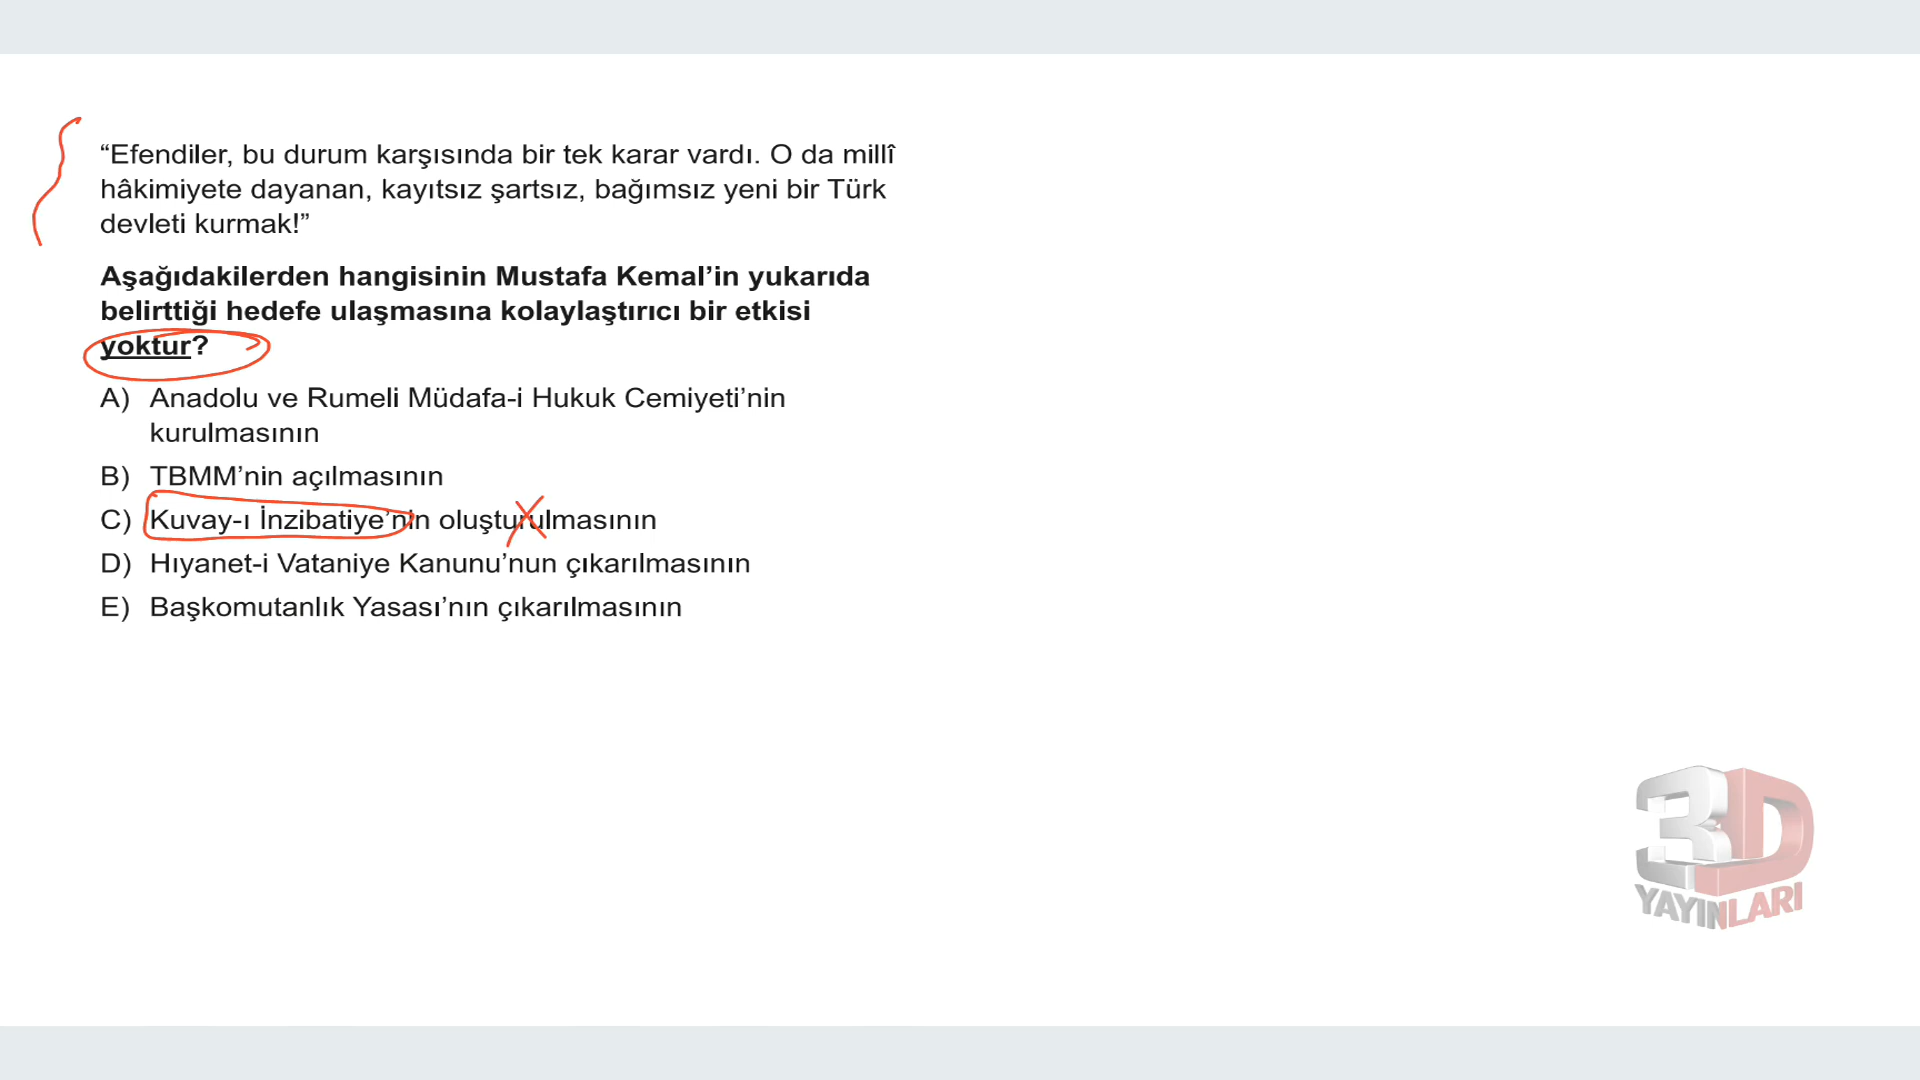 “Efendiler, bu durum karşısında bir tek karar vardı. O da millî
hâkimiyete dayanan, kayıtsız şartsız, bağımsız yeni bir Türk
devleti kurmak!”
Aşağıdakilerden hangisinin Mustafa Kemal’in yukarıda
belirttiği hedefe ulaşmasına kolaylaştırıcı bir etkisi
yoktur?
A) Anadolu ve Rumeli Müdafa-i Hukuk Cemiyeti’nin
kurulmasının
B) TBMM’nin açılmasının
C) Kuvay-ı İnzibatiye’nin oluşturulmasının
D) Hıyanet-i Vataniye Kanunu’nun çıkarılmasının
E) Başkomutanlık Yasası’nın çıkarılmasının
3D
YAYINLARI